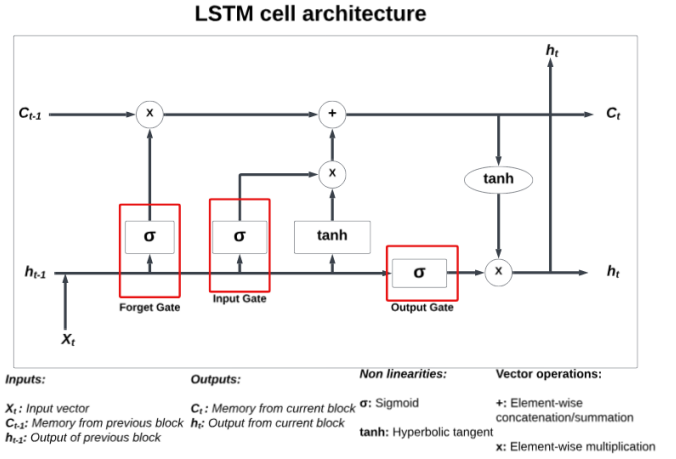 LSTM cell architecture
hₜ
Cₜ₋₁
x
+
Cₜ
x
tanh
σ
σ
tanh
hₜ₋₁
σ
x
hₜ
Forget Gate
Input Gate
Output Gate
Xₜ
Inputs:
Xₜ : Input vector
Cₜ₋₁: Memory from previous block
hₜ₋₁: Output of previous block
Outputs:
Cₜ : Memory from current block
hₜ: Output from current block
Non linearities:
σ: Sigmoid
tanh: Hyperbolic tangent
Vector operations:
+: Element-wise
concatenation/summation
x: Element-wise multiplication